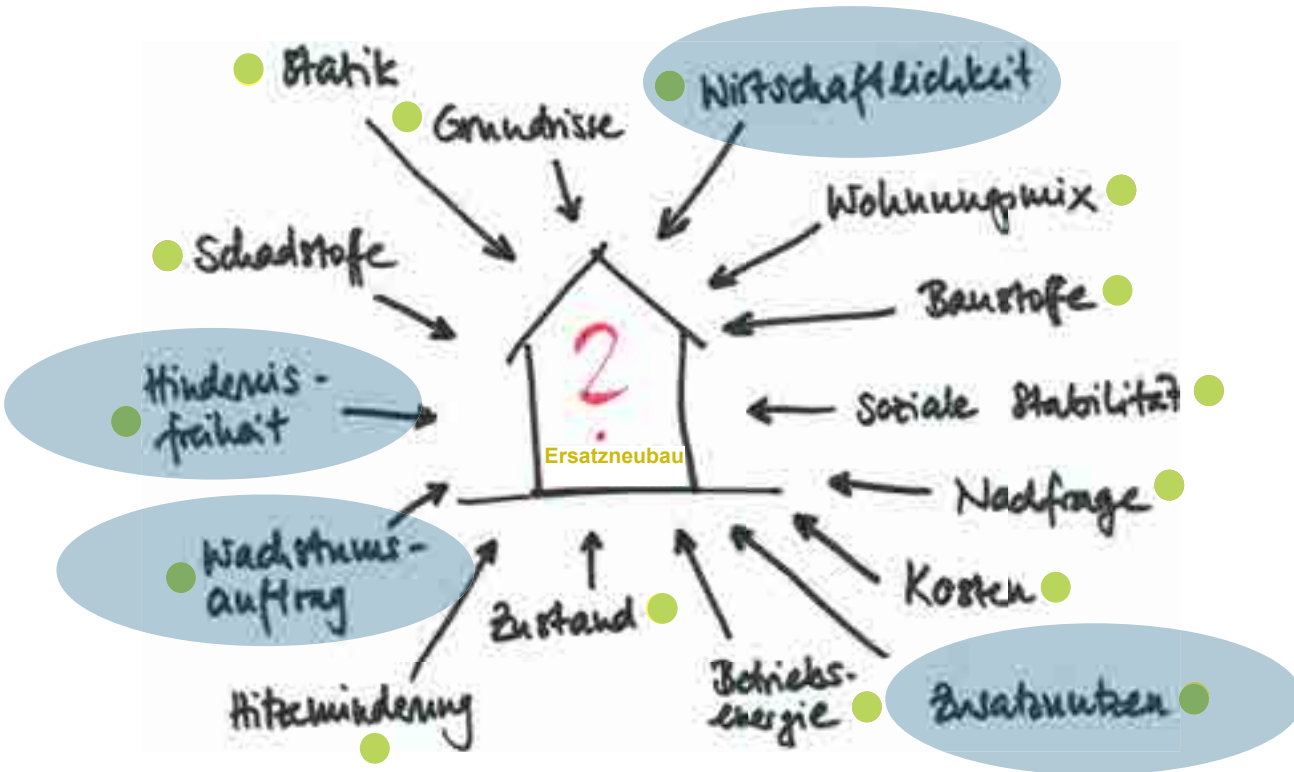 Statik
Wirtschaftlichkeit
Grundrisse
Wohnungsmix
Schadstoffe
Baustoffe
?
Hindernis-
freiheit
soziale Stabilität
Ersatzneubau
Nachfrage
Wachstums-
auftrag
Kosten
Zustand
Betriebs-
energie
Zusatznutzen
Hitzeminderung